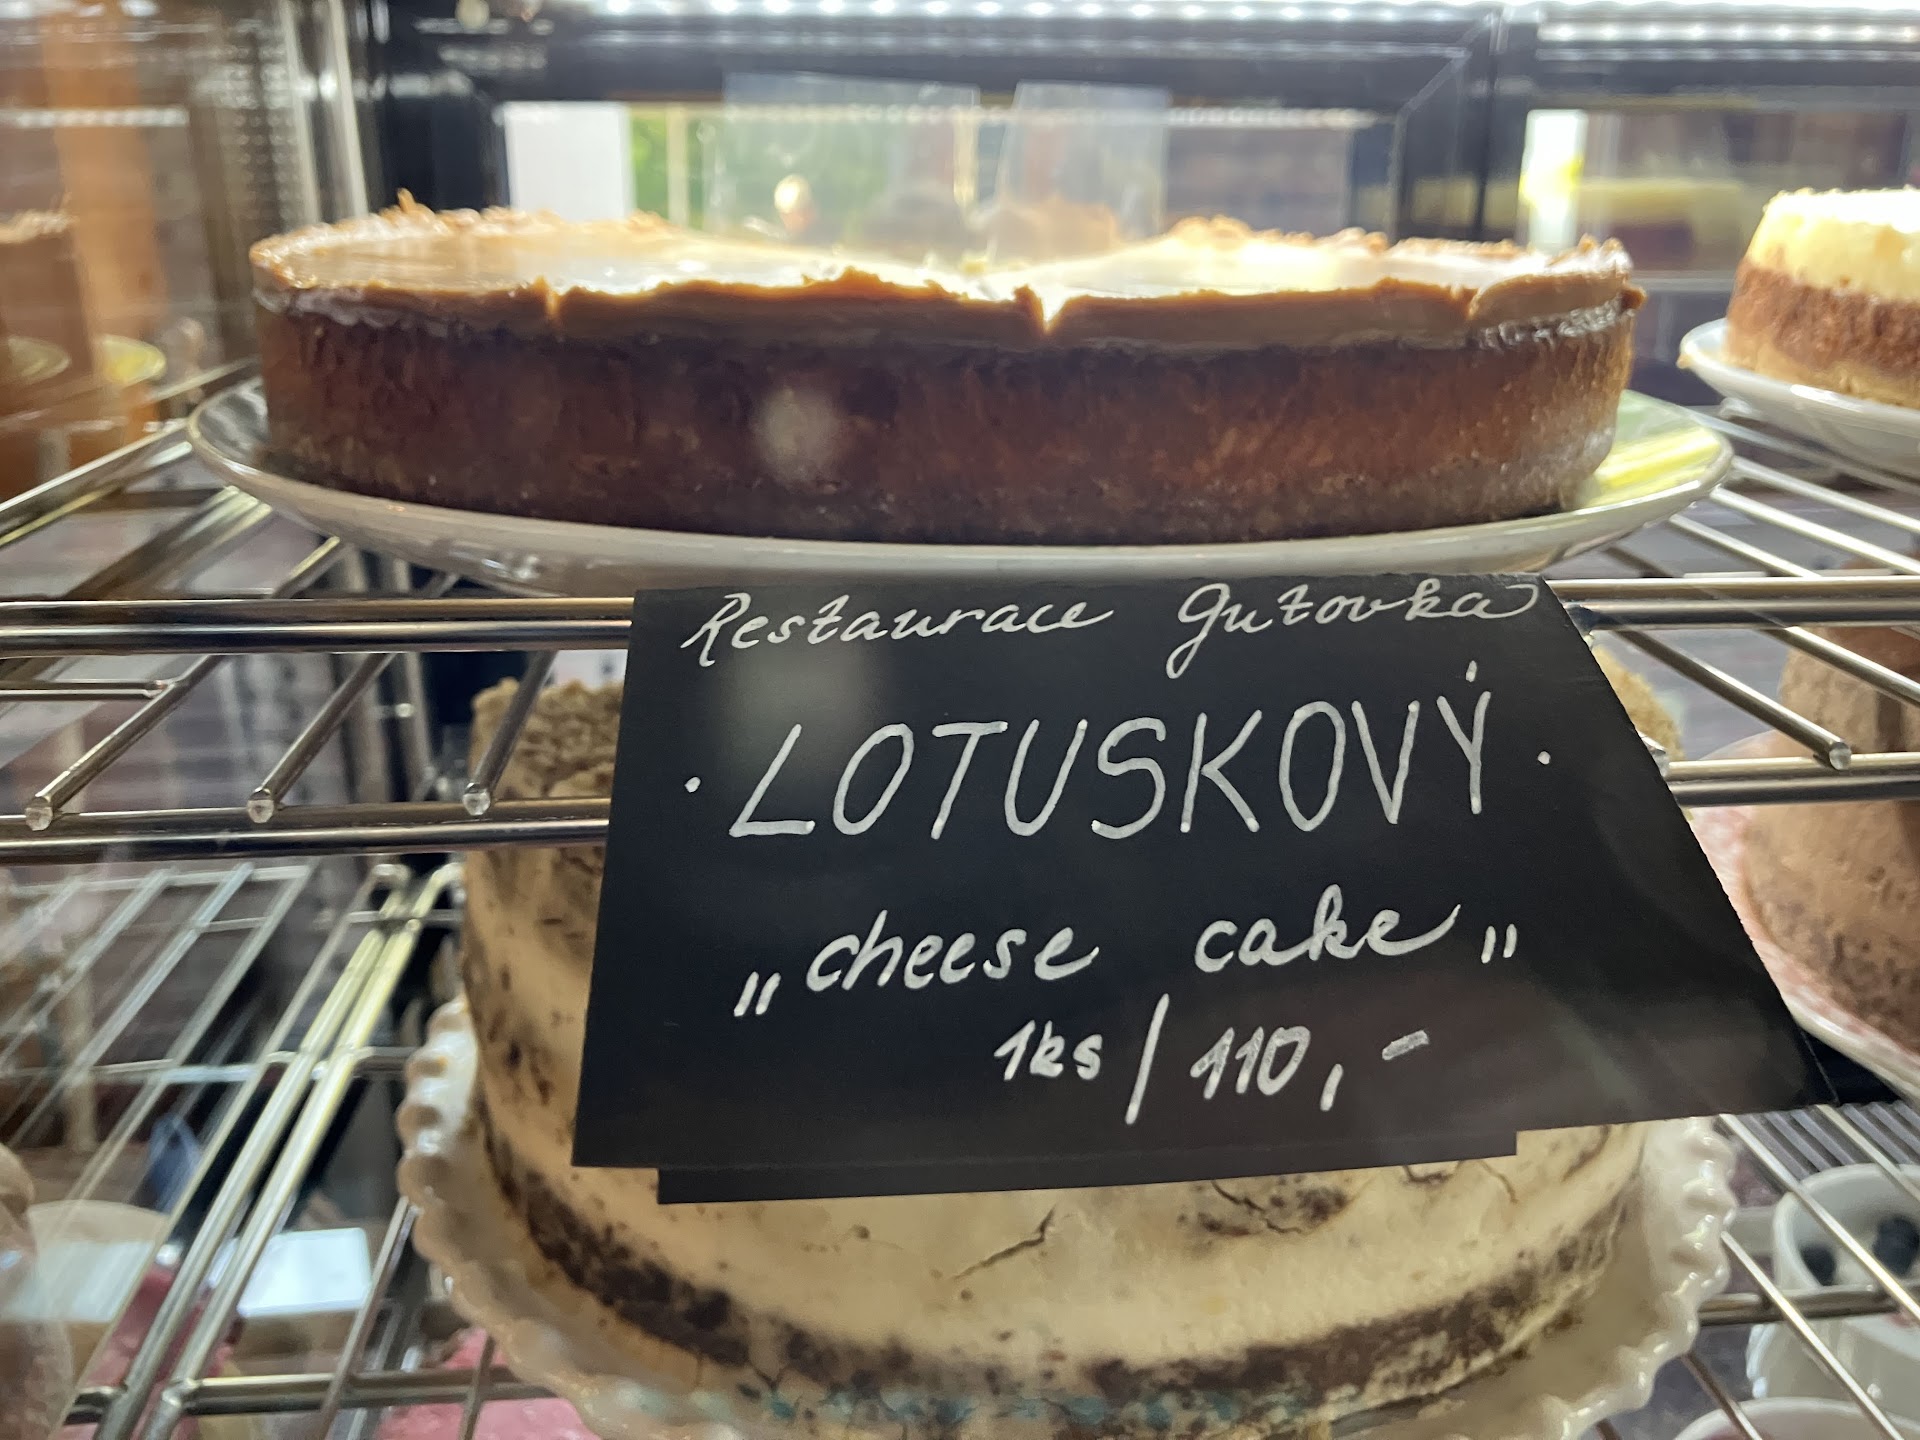 Restaurace Gutovka
· LOTUSKOVÝ ·
„cheese cake„
1ks/110,-